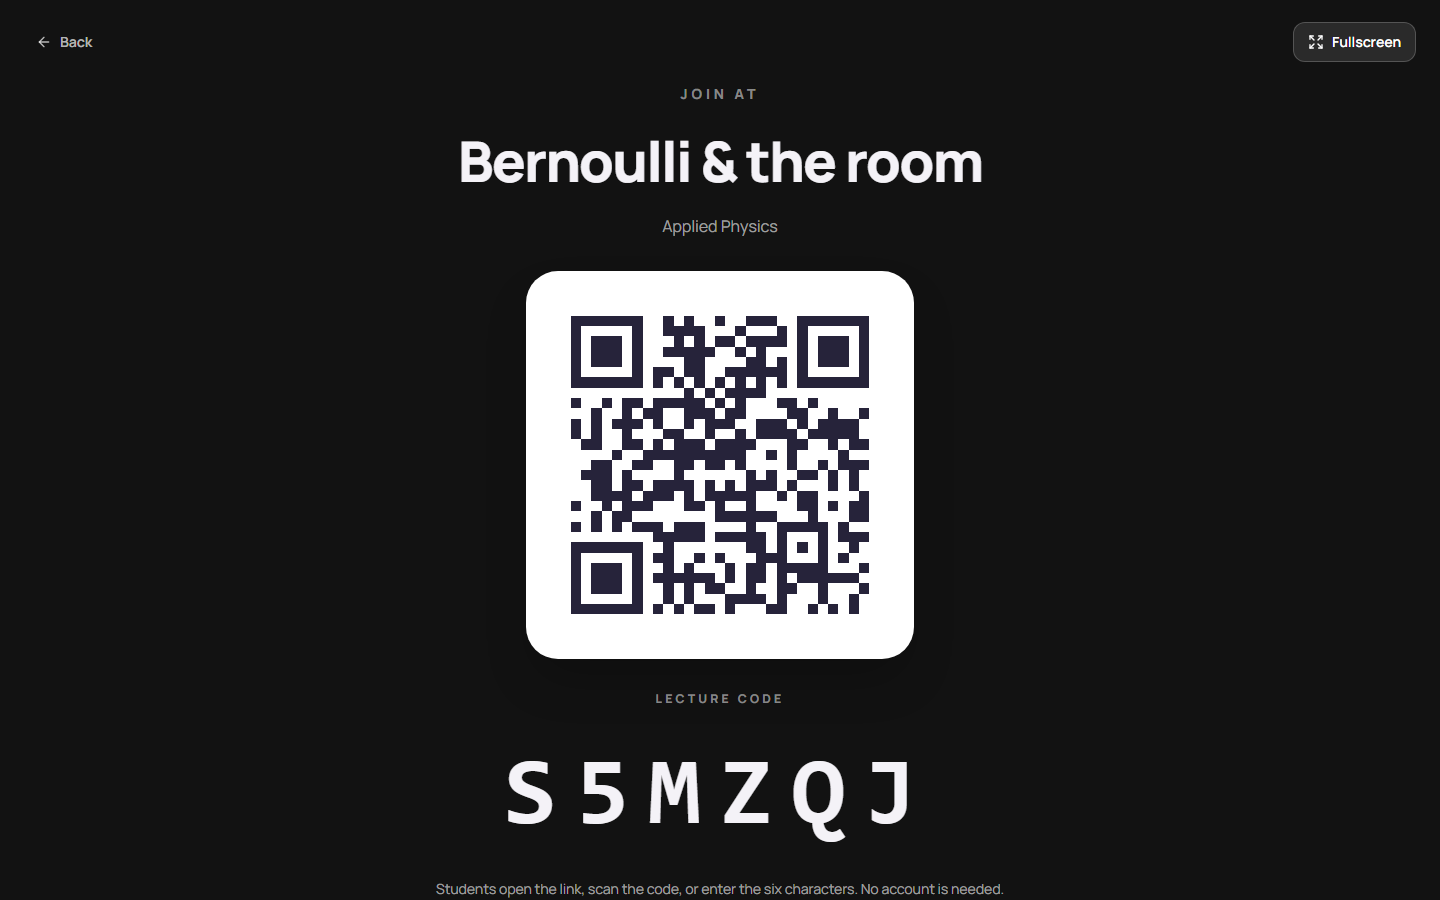 Back
Fullscreen
JOIN AT
Bernoulli & the room
Applied Physics
LECTURE CODE
S5MZQJ
Students open the link, scan the code, or enter the six characters. No account is needed.